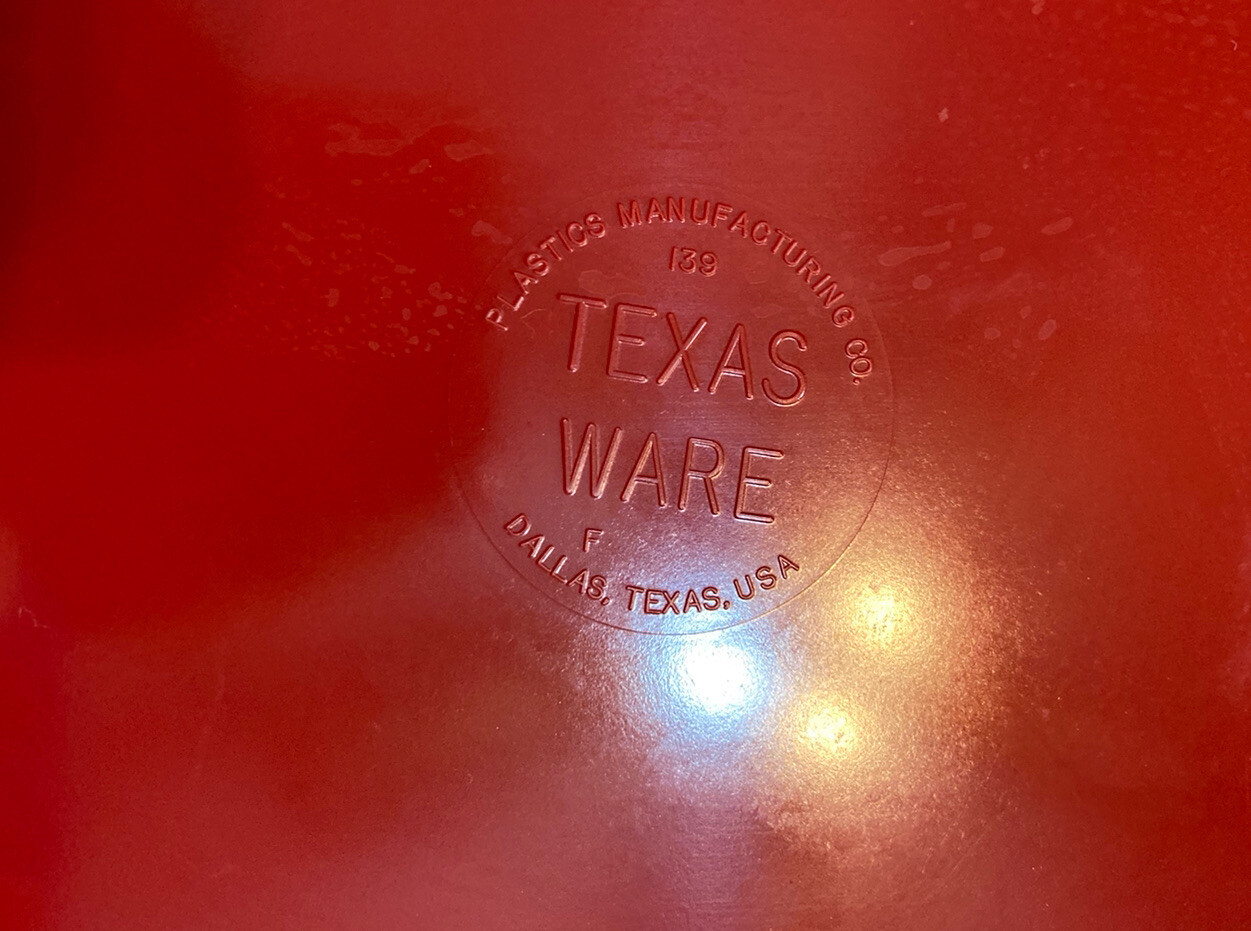 PLASTICS MANUFACTURING CO.
139
TEXAS
WARE
F
DALLAS, TEXAS, USA